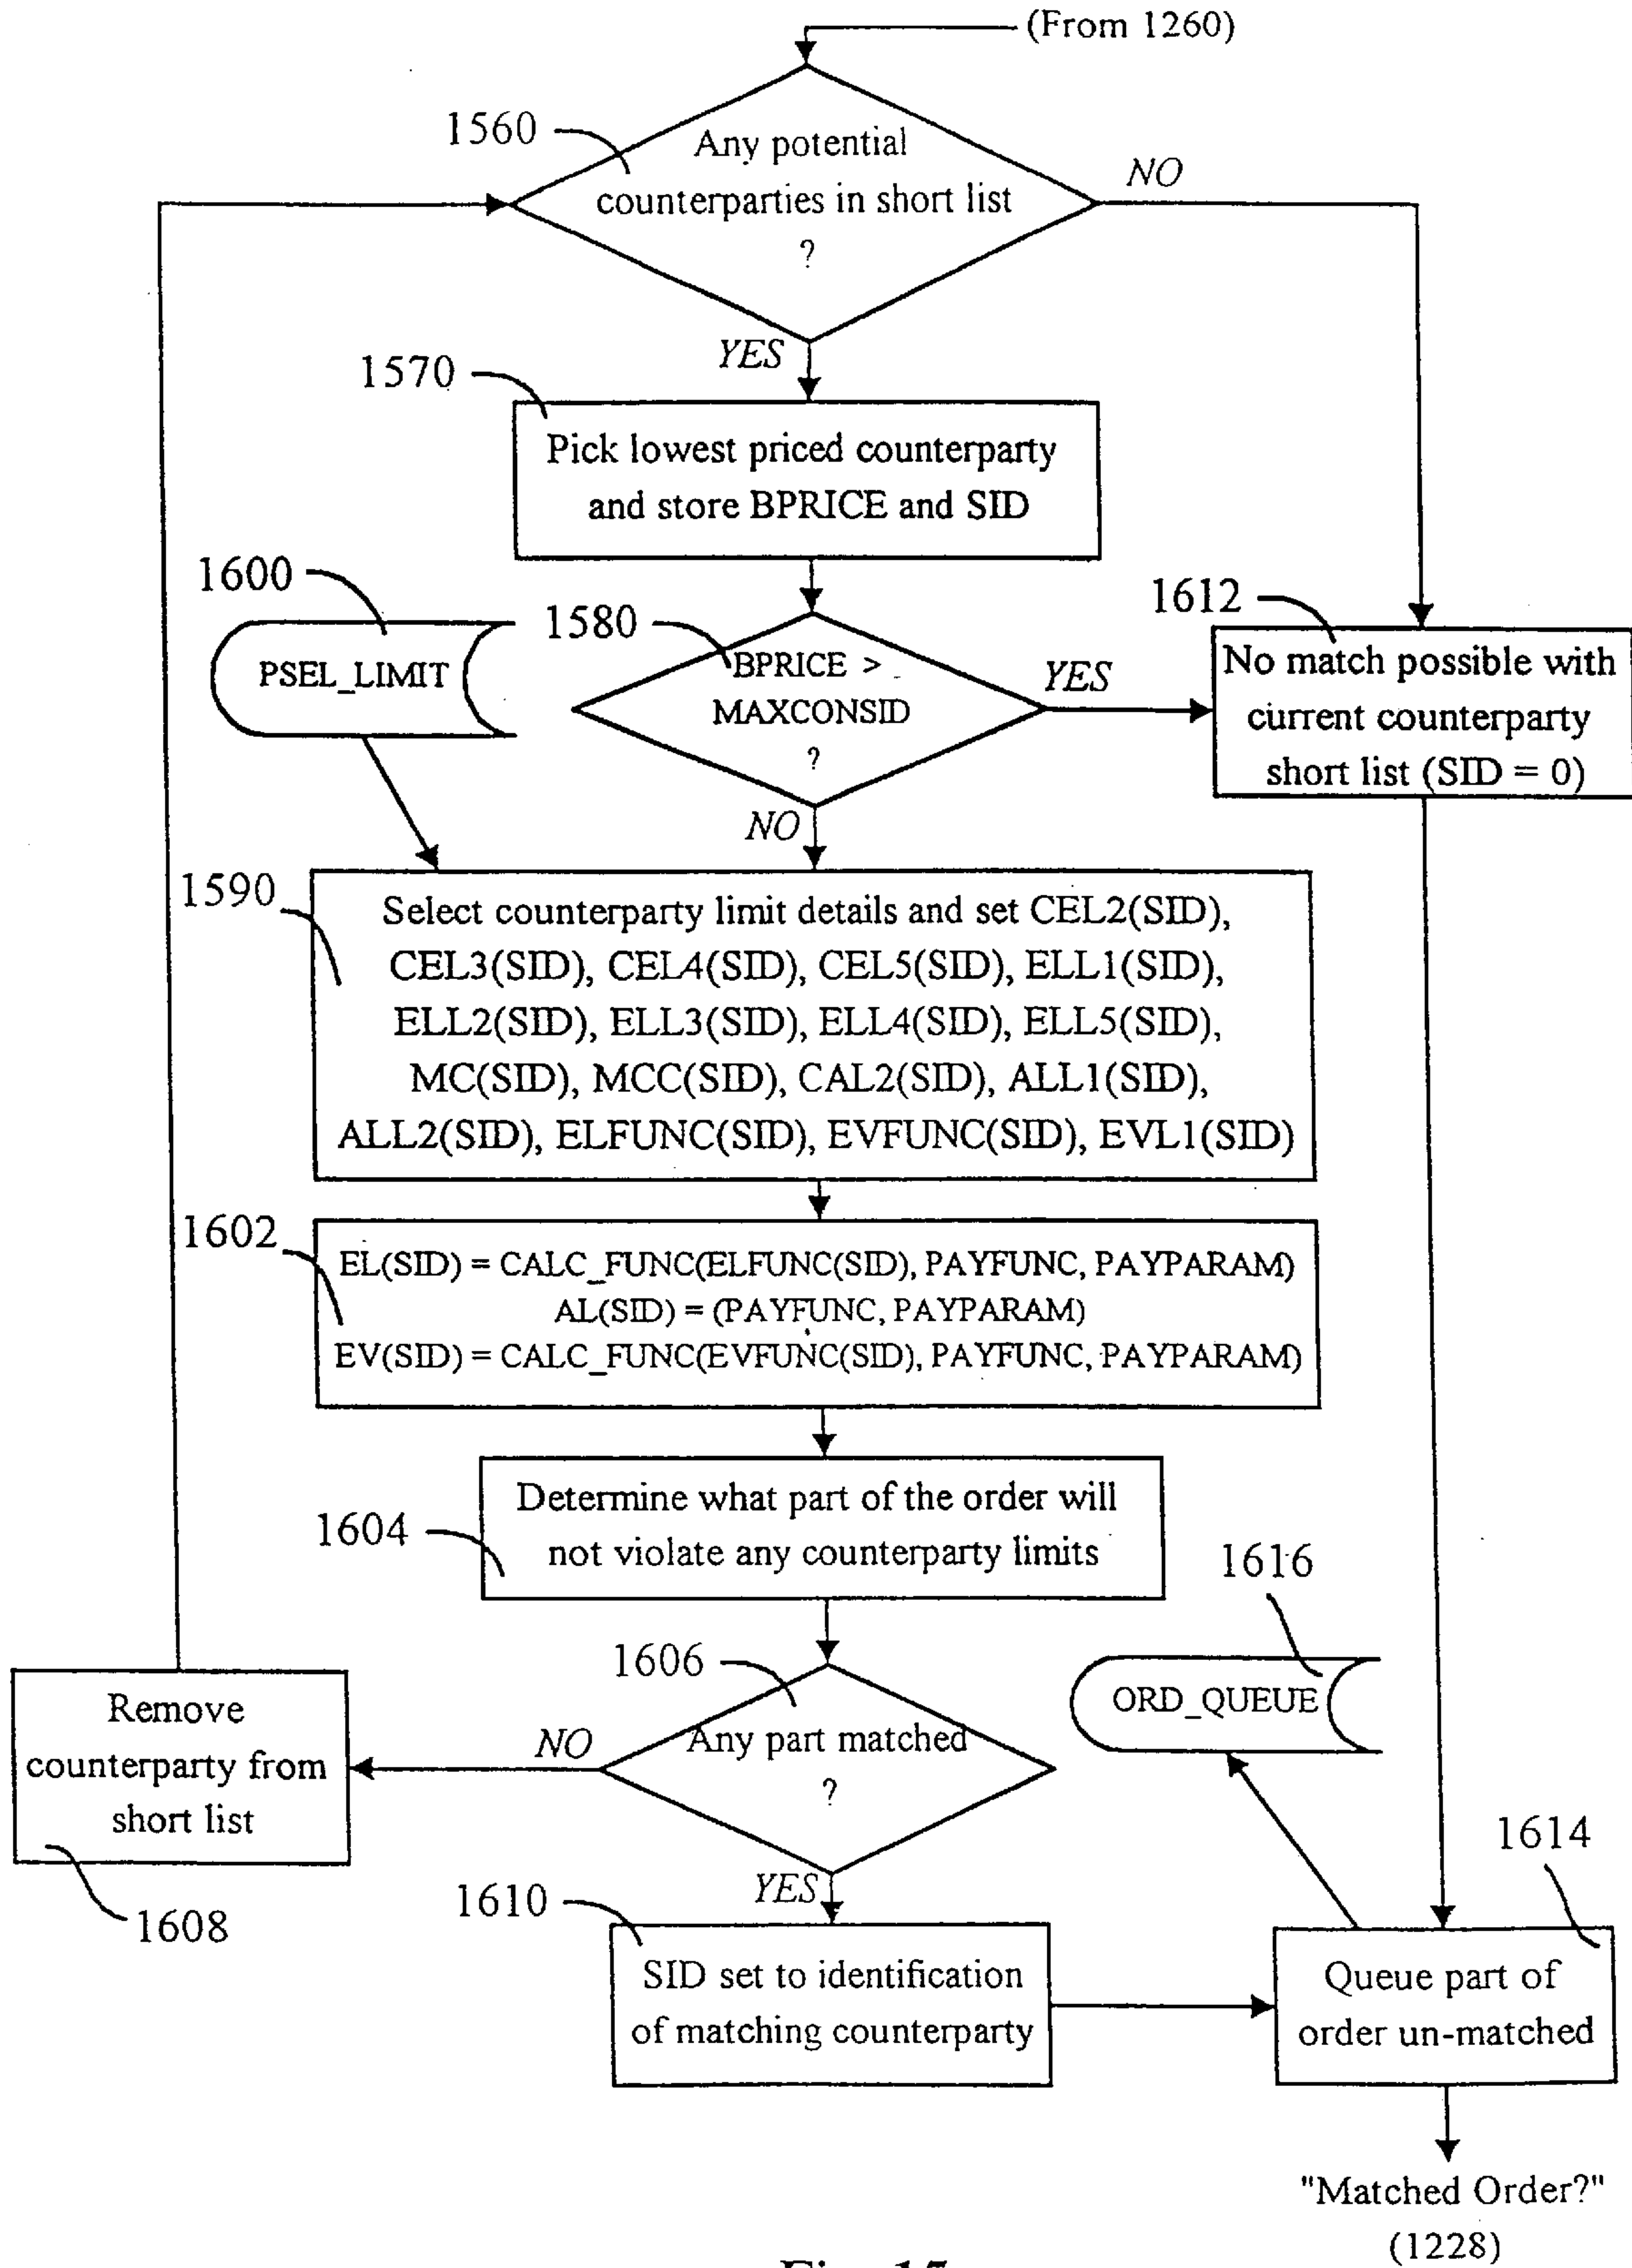 (From 1260)
1560
Any potential
counterparties in short list
?
NO
YES
1570
Pick lowest priced counterparty
and store BPRICE and SID
1600
PSEL_LIMIT
1580
BPRICE >
MAXCONSID
?
YES
NO
1612
No match possible with
current counterparty
short list (SID = 0)
1590
Select counterparty limit details and set CEL2(SID),
CEL3(SID), CEL4(SID), CEL5(SID), ELL1(SID),
ELL2(SID), ELL3(SID), ELL4(SID), ELL5(SID),
MC(SID), MCC(SID), CAL2(SID), ALL1(SID),
ALL2(SID), ELFUNC(SID), EVFUNC(SID), EVL1(SID)
1602
EL(SID) = CALC_FUNC(ELFUNC(SID), PAYFUNC, PAYPARAM)
AL(SID) = (PAYFUNC, PAYPARAM)
EV(SID) = CALC_FUNC(EVFUNC(SID), PAYFUNC, PAYPARAM)
1604
Determine what part of the order will
not violate any counterparty limits
1606
Any part matched
?
NO
YES
1608
Remove
counterparty from
short list
1616
ORD_QUEUE
1610
SID set to identification
of matching counterparty
1614
Queue part of
order un-matched
"Matched Order?"
(1228)